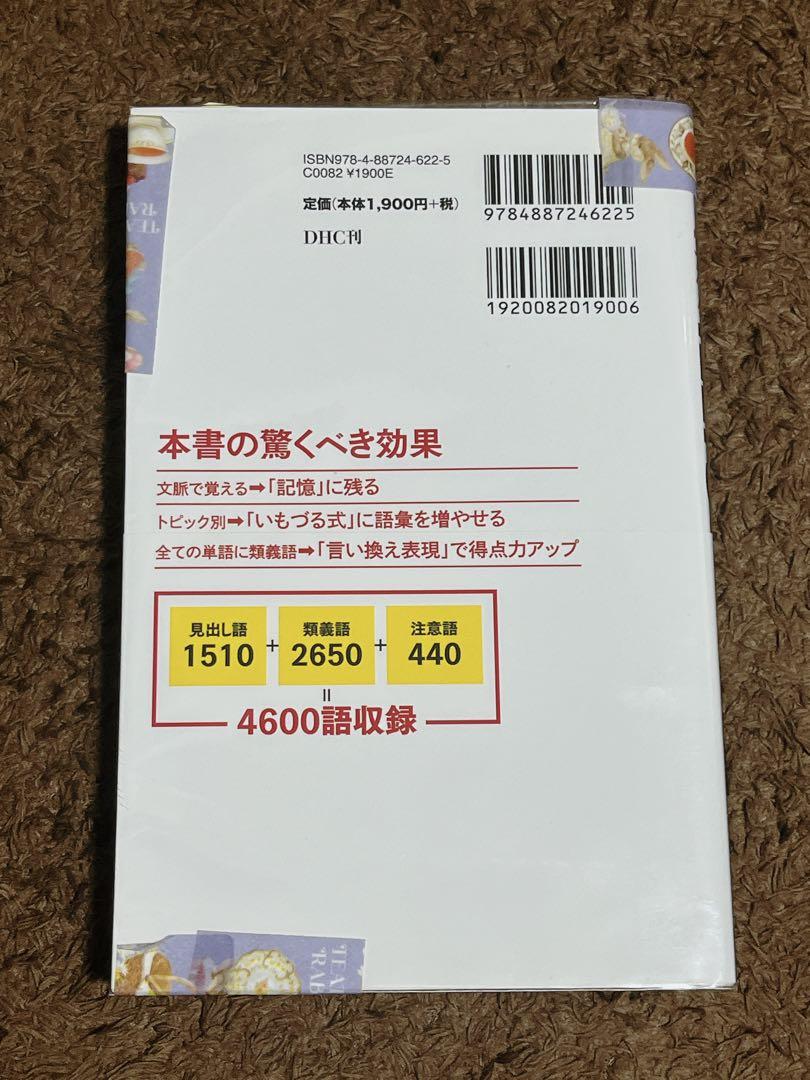 ISBN978-4-88724-622-5
C0082 ¥1900E
定価(本体1,900円+税)
DHC刊
9784887246225
1920082019006
本書の驚くべき効果
文脈で覚える➡「記憶」に残る
トピック別➡「いもづる式」に語彙を増やせる
全ての単語に類義語➡「言い換え表現」で得点力アップ
見出し語 類義語 注意語
1510 + 2650 + 440
=
4600語収録
TEA
RAB
TEA
RAB